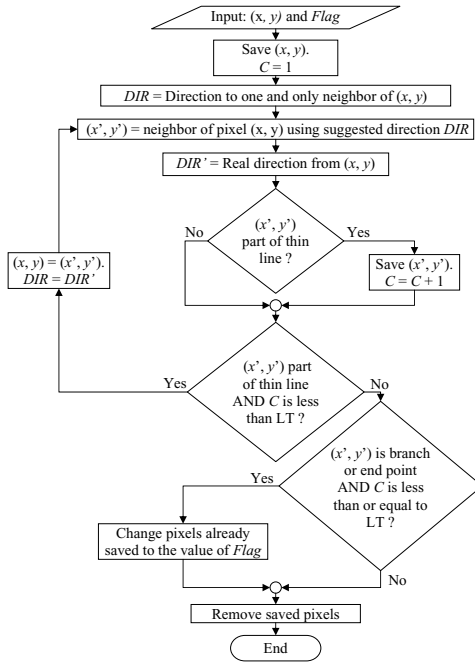 Input: (x, y) and Flag
Save (x, y).
C = 1
DIR = Direction to one and only neighbor of (x, y)
(x’, y’) = neighbor of pixel (x, y) using suggested direction DIR
DIR’ = Real direction from (x, y)
(x’, y’)
part of thin
line ?
No
Yes
Save (x’, y’).
C = C + 1
(x, y) = (x’, y’).
DIR = DIR’
(x’, y’) part
of thin line
AND C is less
than LT ?
Yes
No
(x’, y’) is branch
or end point
AND C is less
than or equal to
LT ?
Yes
No
Change pixels already
saved to the value of Flag
Remove saved pixels
End